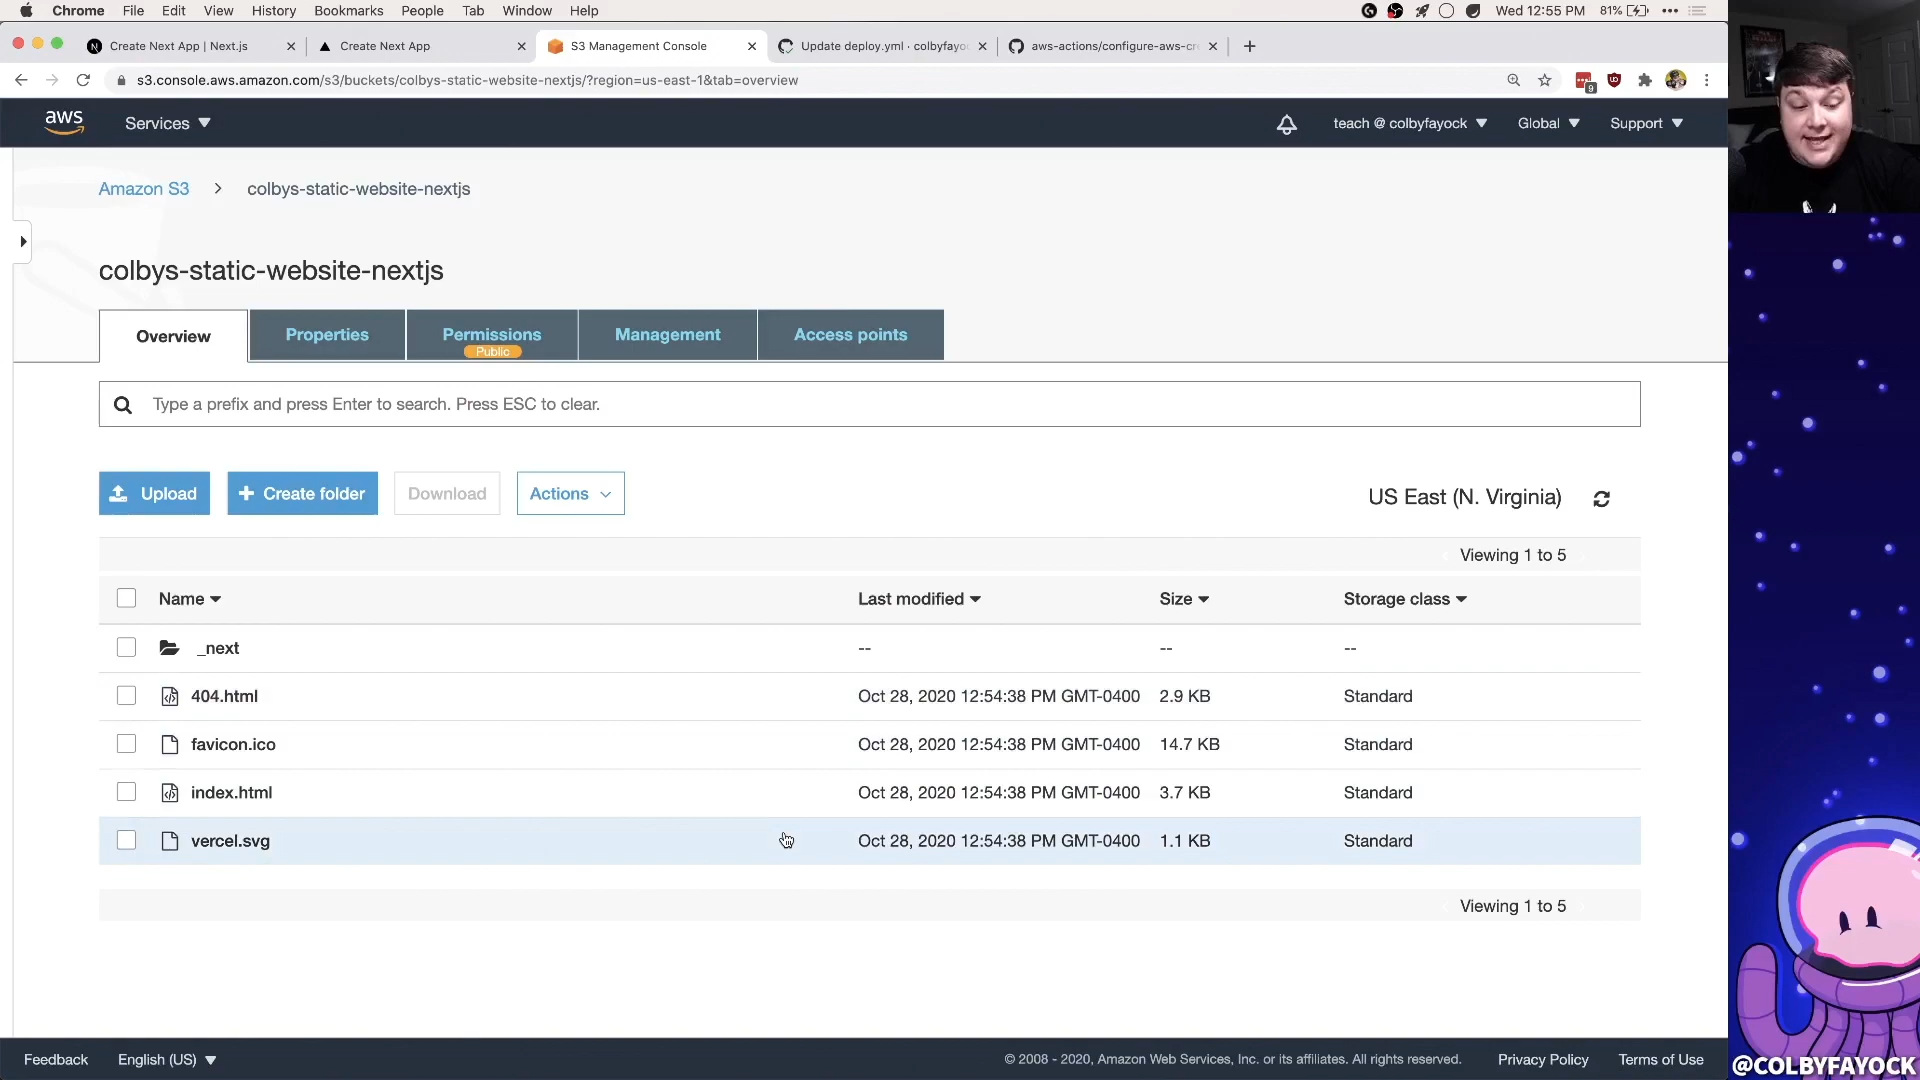 Chrome File Edit View History Bookmarks People Tab Window Help Wed 12:55 PM 81%
Create Next App | Next.js Create Next App S3 Management Console Update deploy.yml · colbyfayo aws-actions/configure-aws-cr
s3.console.aws.amazon.com/s3/buckets/colbys-static-website-nextjs/?region=us-east-1&tab=overview 9
aws Services teach @ colbyfayock Global Support
Amazon S3 > colbys-static-website-nextjs
colbys-static-website-nextjs
Overview Properties Permissions Management Access points
Public
Type a prefix and press Enter to search. Press ESC to clear.
Upload Create folder Download Actions US East (N. Virginia)
Viewing 1 to 5
Name Last modified Size Storage class
_next -- -- --
404.html Oct 28, 2020 12:54:38 PM GMT-0400 2.9 KB Standard
favicon.ico Oct 28, 2020 12:54:38 PM GMT-0400 14.7 KB Standard
index.html Oct 28, 2020 12:54:38 PM GMT-0400 3.7 KB Standard
vercel.svg Oct 28, 2020 12:54:38 PM GMT-0400 1.1 KB Standard
Viewing 1 to 5
Feedback English (US) © 2008 - 2020, Amazon Web Services, Inc. or its affiliates. All rights reserved. Privacy Policy Terms of Use
@COLBYFAYOCK